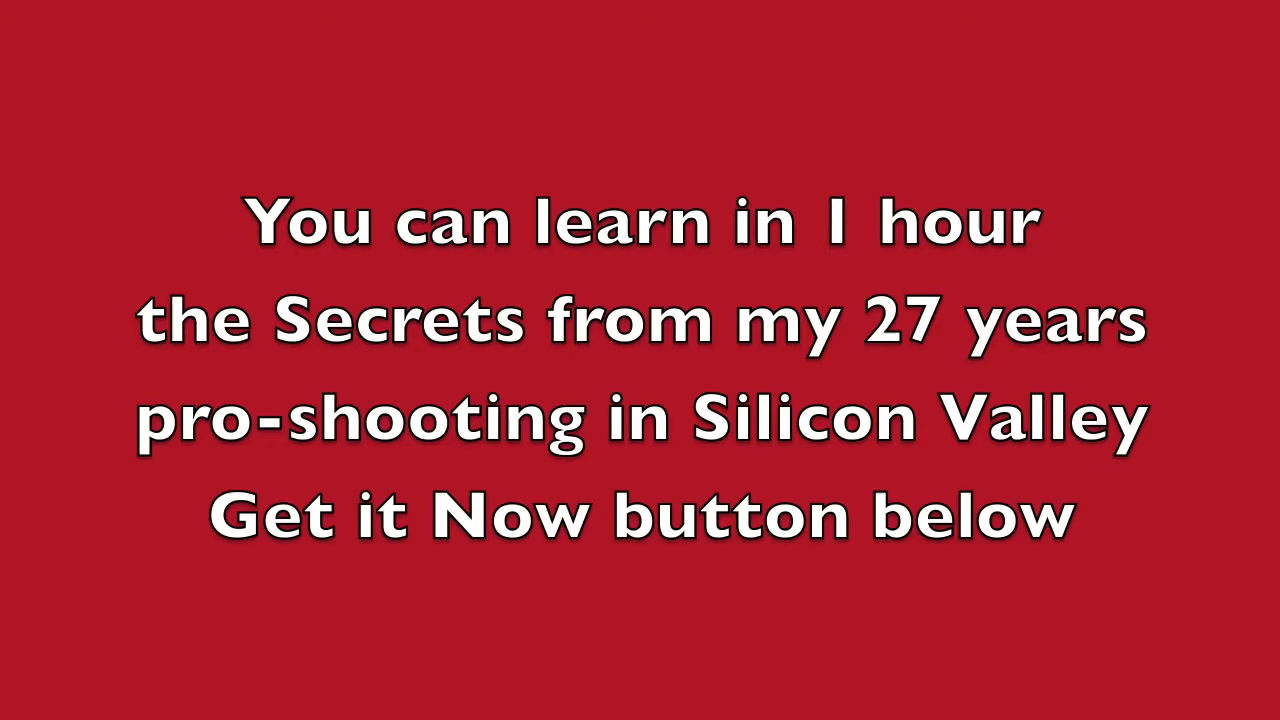 You can learn in 1 hour
the Secrets from my 27 years
pro-shooting in Silicon Valley
Get it Now button below